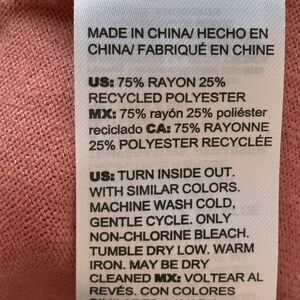 MADE IN CHINA/ HECHO EN
CHINA/ FABRIQUÉ EN CHINE
US: 75% RAYON 25%
RECYCLED POLYESTER
MX: 75% rayón 25% poliéster
reciclado CA: 75% RAYONNE
25% POLYESTER RECYCLÉE
US: TURN INSIDE OUT.
WITH SIMILAR COLORS.
MACHINE WASH COLD,
GENTLE CYCLE. ONLY
NON-CHLORINE BLEACH.
TUMBLE DRY LOW. WARM
IRON. MAY BE DRY
CLEANED MX: VOLTEAR AL
REVÉS. CON COLORES